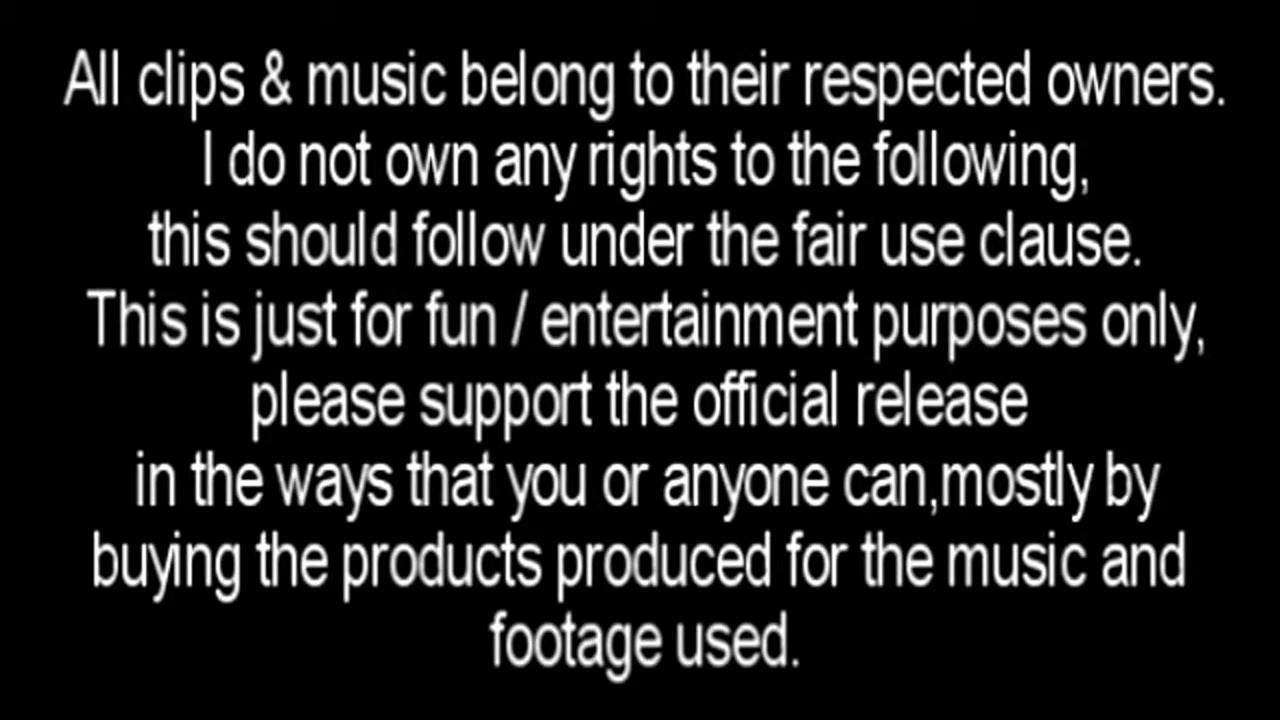 All clips & music belong to their respected owners.
I do not own any rights to the following,
this should follow under the fair use clause.
This is just for fun / entertainment purposes only,
please support the official release
in the ways that you or anyone can,mostly by
buying the products produced for the music and
footage used.